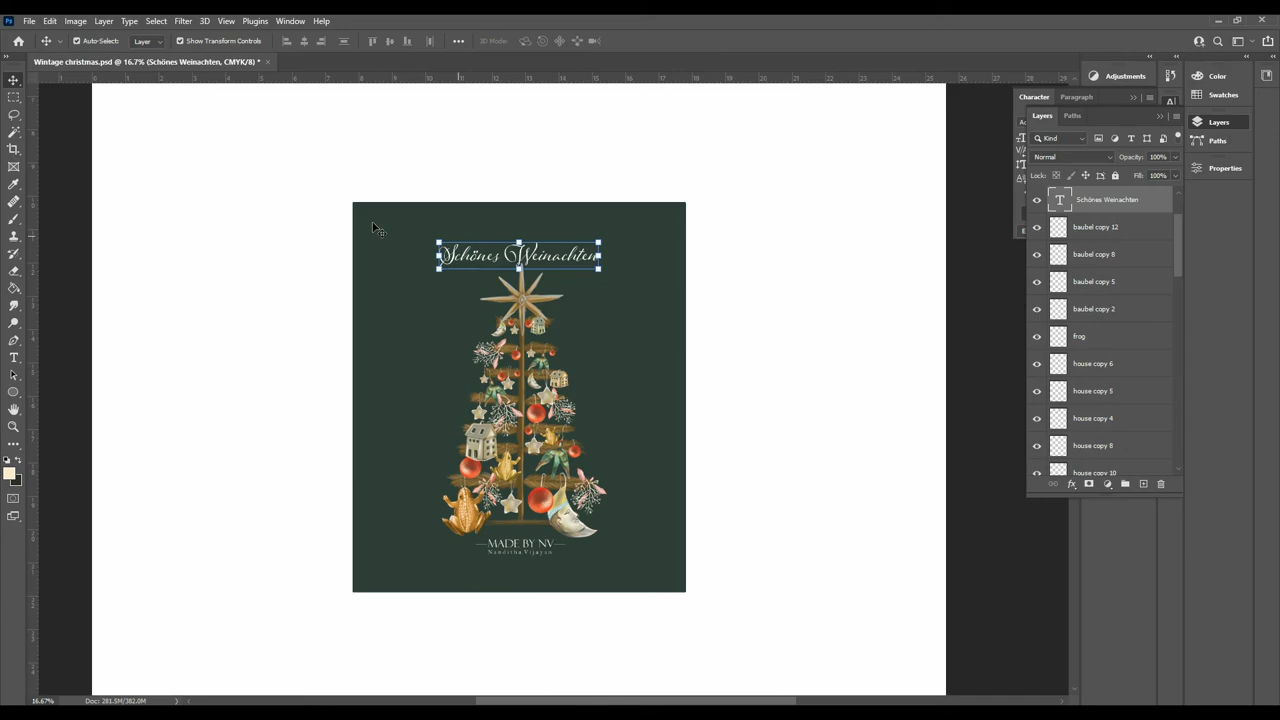 Ps File Edit Image Layer Type Select Filter 3D View Plugins Window Help
Auto-Select: Layer Show Transform Controls 3D Mode:
Wintage christmas.psd @ 16.7% (Schönes Weinachten, CMYK/8) * ×
Adjustments
Color
Swatches
Layers
Paths
Properties
Character Paragraph
Layers Paths
Kind
Normal Opacity: 100%
Lock: Fill: 100%
T Schönes Weinachten
baubel copy 12
baubel copy 8
baubel copy 5
baubel copy 2
frog
house copy 6
house copy 5
house copy 4
house copy 8
house copy 10
Schönes Weinachten
MADE BY NV
Nanditha Vijayan
16.67% Doc: 281.5M/382.0M